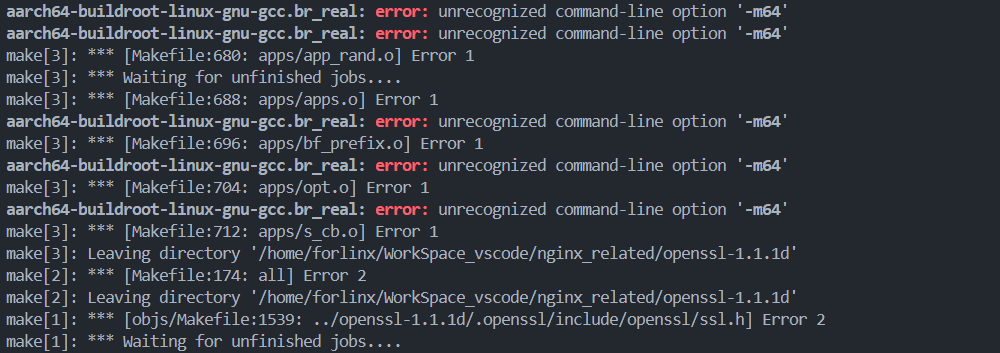 aarch64-buildroot-linux-gnu-gcc.br_real: error: unrecognized command-line option '-m64'
aarch64-buildroot-linux-gnu-gcc.br_real: error: unrecognized command-line option '-m64'
make[3]: *** [Makefile:680: apps/app_rand.o] Error 1
make[3]: *** Waiting for unfinished jobs....
make[3]: *** [Makefile:688: apps/apps.o] Error 1
aarch64-buildroot-linux-gnu-gcc.br_real: error: unrecognized command-line option '-m64'
make[3]: *** [Makefile:696: apps/bf_prefix.o] Error 1
aarch64-buildroot-linux-gnu-gcc.br_real: error: unrecognized command-line option '-m64'
make[3]: *** [Makefile:704: apps/opt.o] Error 1
aarch64-buildroot-linux-gnu-gcc.br_real: error: unrecognized command-line option '-m64'
make[3]: *** [Makefile:712: apps/s_cb.o] Error 1
make[3]: Leaving directory '/home/forlinx/WorkSpace_vscode/nginx_related/openssl-1.1.1d'
make[2]: *** [Makefile:174: all] Error 2
make[2]: Leaving directory '/home/forlinx/WorkSpace_vscode/nginx_related/openssl-1.1.1d'
make[1]: *** [objs/Makefile:1539: ../openssl-1.1.1d/.openssl/include/openssl/ssl.h] Error 2
make[1]: *** Waiting for unfinished jobs....